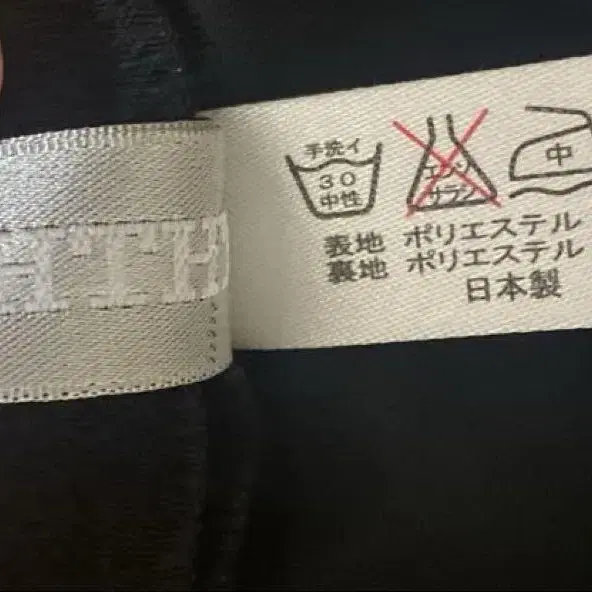 手洗イ
30
中性
エンソ
サラシ
中
表地 ポリエステル
裏地 ポリエステル
日本製